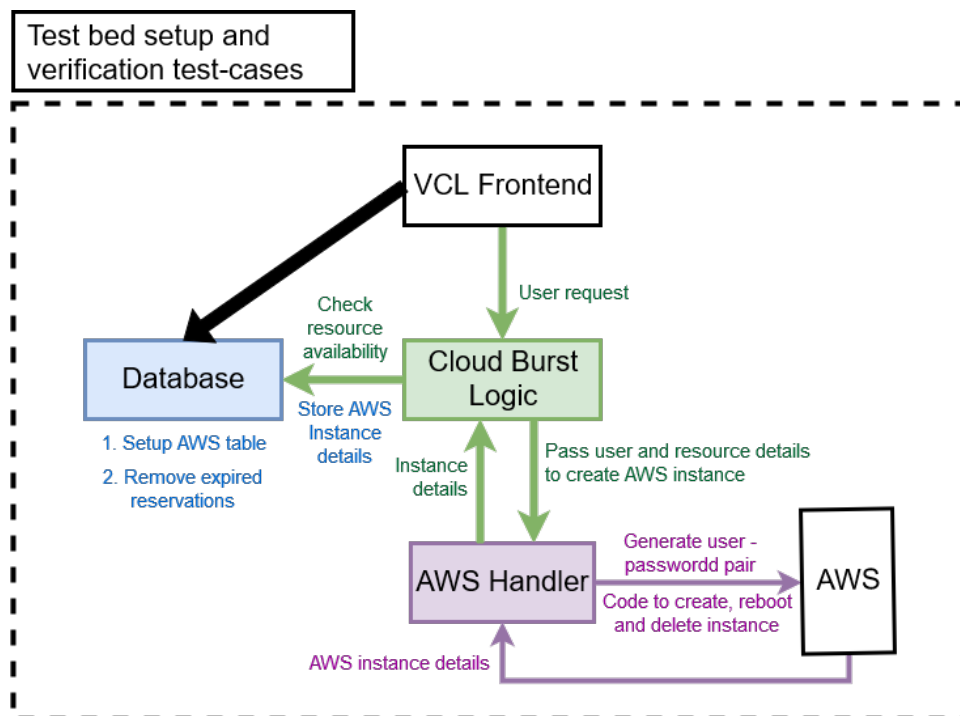 Test bed setup and
verification test-cases
VCL Frontend
User request
Check
resource
availability
Database
Cloud Burst
Logic
Store AWS
Instance
details
1. Setup AWS table
2. Remove expired
reservations
Instance
details
Pass user and resource details
to create AWS instance
AWS Handler
Generate user -
passwordd pair
Code to create, reboot
and delete instance
AWS
AWS instance details